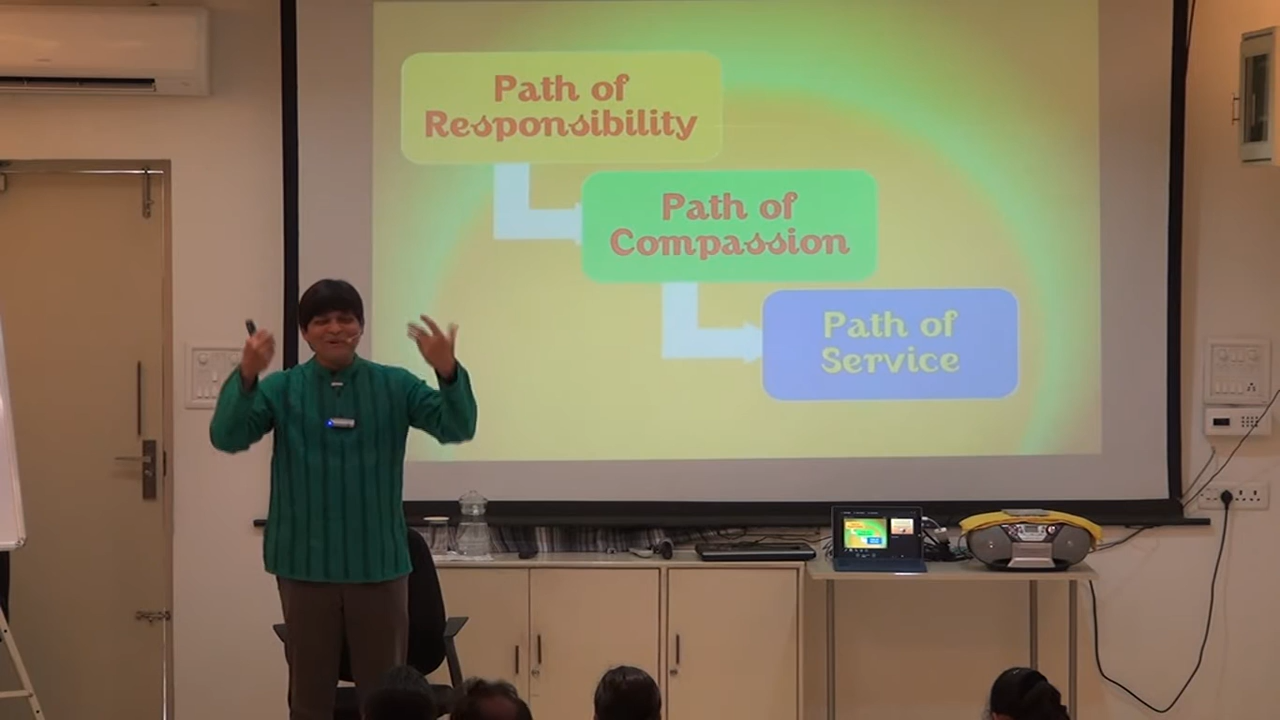 Path of
Responsibility
Path of
Compassion
Path of
Service